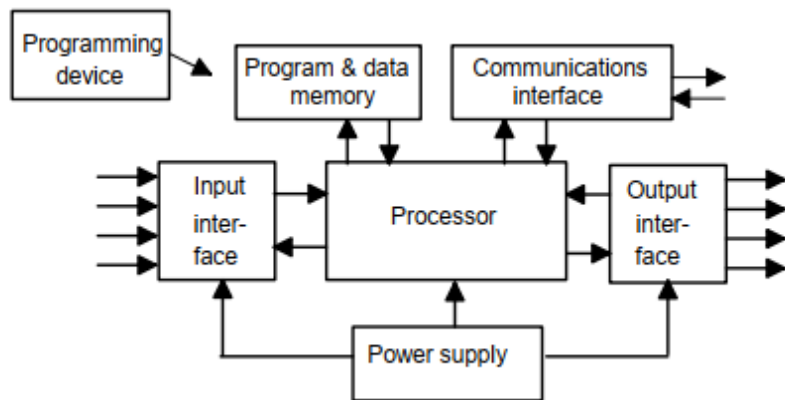 Programming
device
Program & data
memory
Communications
interface
Input
inter-
face
Processor
Output
inter-
face
Power supply